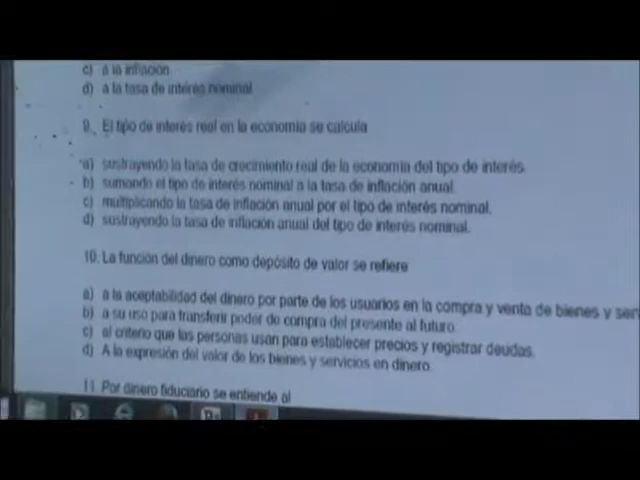 c) a la inflación
d) a la tasa de interés nominal
9. El tipo de interés real en la economía se calcula
a) sustrayendo la tasa de crecimiento real de la economía del tipo de interés.
b) sumando el tipo de interés nominal a la tasa de inflación anual.
c) multiplicando la tasa de inflación anual por el tipo de interés nominal.
d) sustrayendo la tasa de inflación anual del tipo de interés nominal.
10. La función del dinero como depósito de valor se refiere
a) a la aceptabilidad del dinero por parte de los usuarios en la compra y venta de bienes y ser
b) a su uso para transferir poder de compra del presente al futuro.
c) al criterio que las personas usan para establecer precios y registrar deudas.
d) A la expresión del valor de los bienes y servicios en dinero.
11. Por dinero fiduciario se entiende al